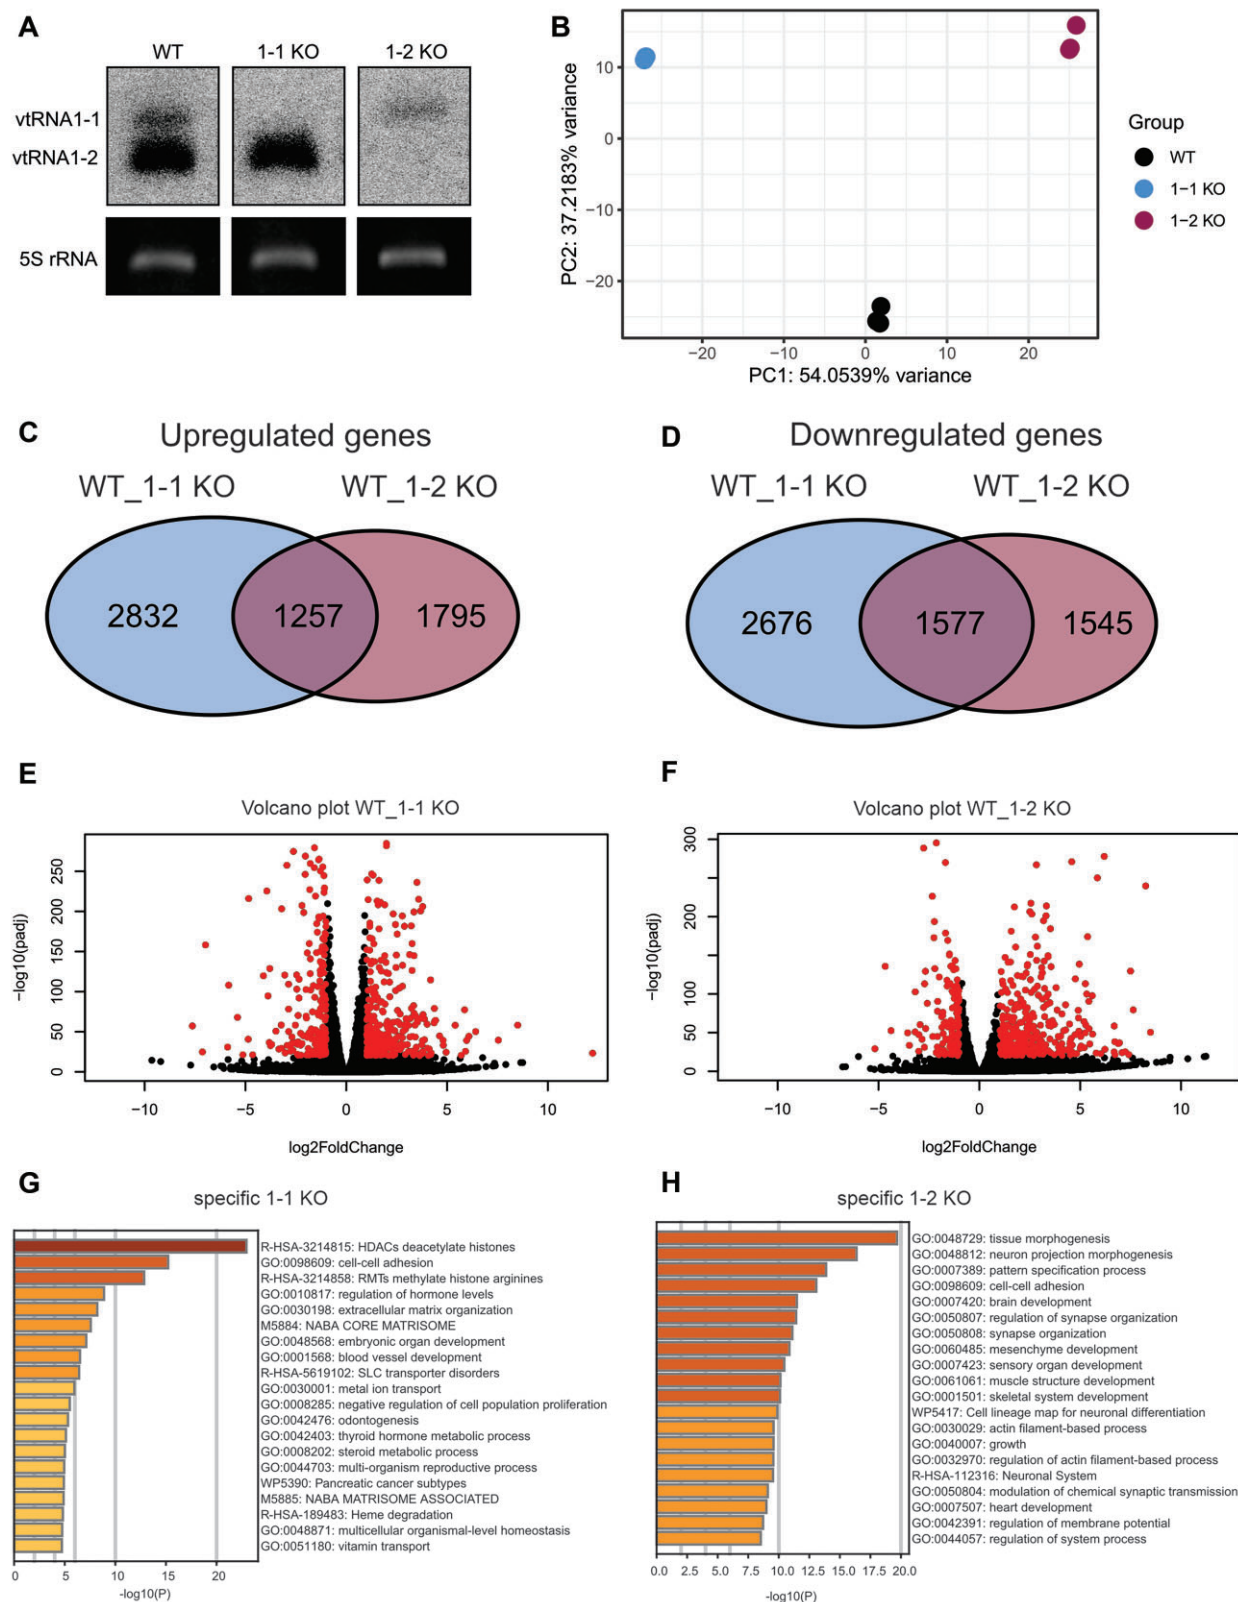 A
WT
1-1 KO
1-2 KO
vtRNA1-1
vtRNA1-2
5S rRNA
B
PC2: 37.2183% variance
10
0
−10
−20
−20
−10
0
10
20
PC1: 54.0539% variance
Group
WT
1−1 KO
1−2 KO
C
Upregulated genes
WT_1-1 KO
WT_1-2 KO
2832
1257
1795
D
Downregulated genes
WT_1-1 KO
WT_1-2 KO
2676
1577
1545
E
Volcano plot WT_1-1 KO
−log10(padj)
250
200
150
100
50
0
−10
−5
0
5
10
log2FoldChange
F
Volcano plot WT_1-2 KO
−log10(padj)
300
200
100
50
0
−10
−5
0
5
10
log2FoldChange
G
specific 1-1 KO
R-HSA-3214815: HDACs deacetylate histones
GO:0098609: cell-cell adhesion
R-HSA-3214858: RMTs methylate histone arginines
GO:0010817: regulation of hormone levels
GO:0030198: extracellular matrix organization
M5884: NABA CORE MATRISOME
GO:0048568: embryonic organ development
GO:0001568: blood vessel development
R-HSA-5619102: SLC transporter disorders
GO:0030001: metal ion transport
GO:0008285: negative regulation of cell population proliferation
GO:0042476: odontogenesis
GO:0042403: thyroid hormone metabolic process
GO:0008202: steroid metabolic process
GO:0044703: multi-organism reproductive process
WP5390: Pancreatic cancer subtypes
M5885: NABA MATRISOME ASSOCIATED
R-HSA-189483: Heme degradation
GO:0048871: multicellular organismal-level homeostasis
GO:0051180: vitamin transport
0
5
10
15
20
-log10(P)
H
specific 1-2 KO
GO:0048729: tissue morphogenesis
GO:0048812: neuron projection morphogenesis
GO:0007389: pattern specification process
GO:0098609: cell-cell adhesion
GO:0007420: brain development
GO:0050807: regulation of synapse organization
GO:0050808: synapse organization
GO:0060485: mesenchyme development
GO:0007423: sensory organ development
GO:0061061: muscle structure development
GO:0001501: skeletal system development
WP5417: Cell lineage map for neuronal differentiation
GO:0030029: actin filament-based process
GO:0040007: growth
GO:0032970: regulation of actin filament-based process
R-HSA-112316: Neuronal System
GO:0050804: modulation of chemical synaptic transmission
GO:0007507: heart development
GO:0042391: regulation of membrane potential
GO:0044057: regulation of system process
0.0
2.5
5.0
7.5
10.0
12.5
15.0
17.5
20.0
-log10(P)